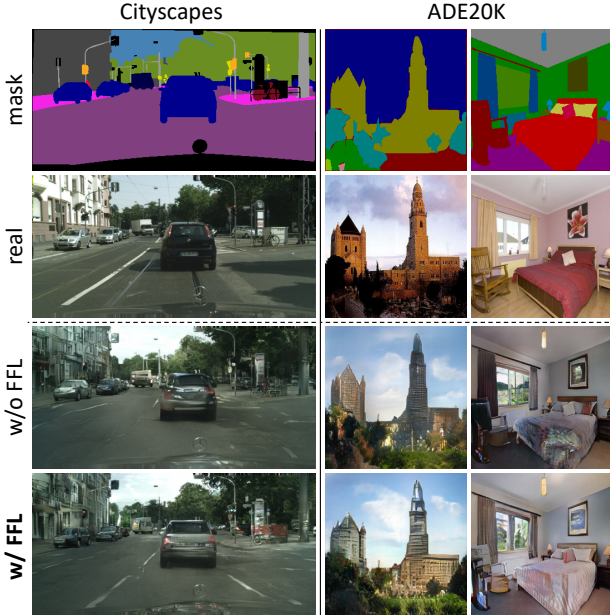 Cityscapes
ADE20K
mask
real
w/o FFL
w/ FFL